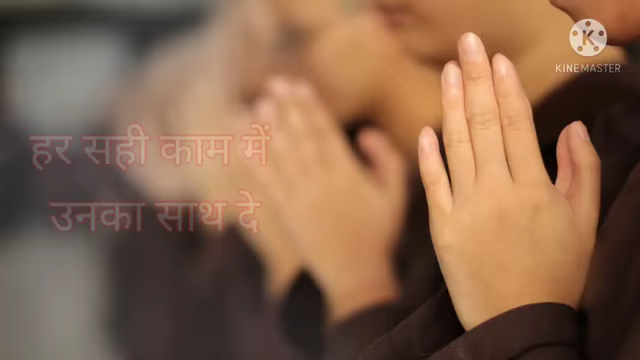 KINEMASTER
हर सही काम में
उनका साथ दे